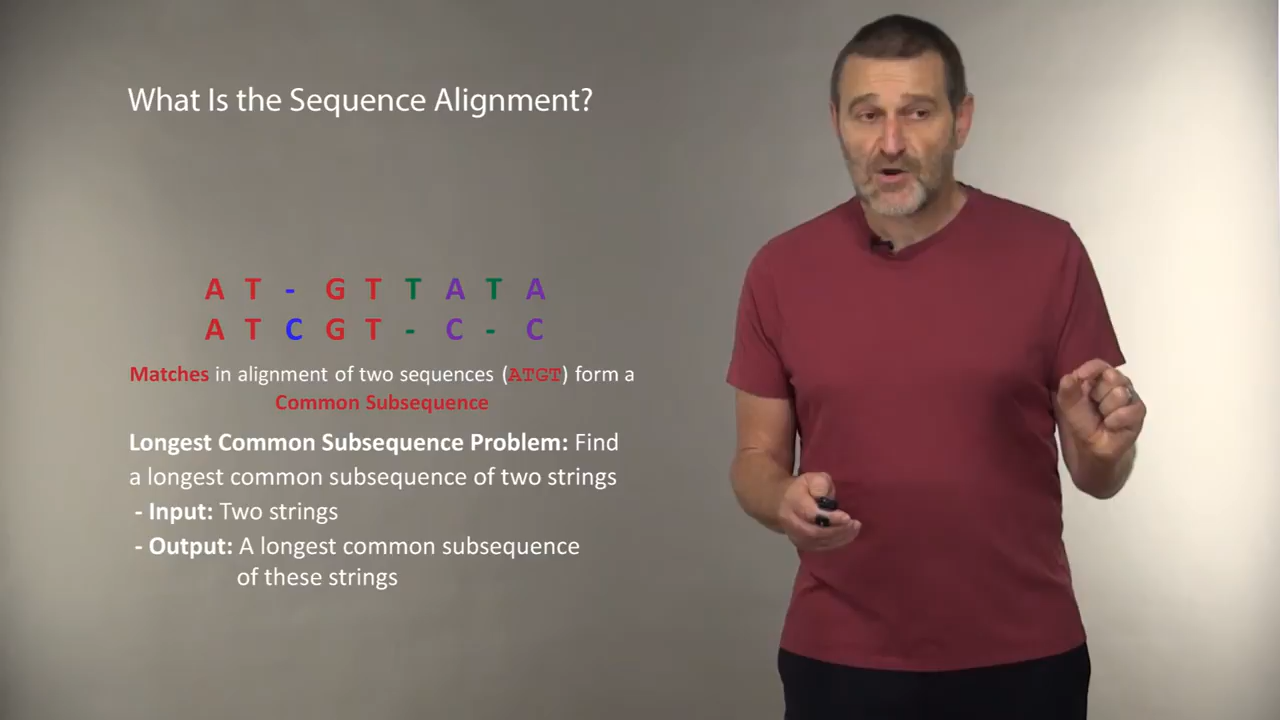 What Is the Sequence Alignment?
A T - G T T A T A
A T C G T - C - C
Matches in alignment of two sequences (ATGT) form a
Common Subsequence
Longest Common Subsequence Problem: Find
a longest common subsequence of two strings
- Input: Two strings
- Output: A longest common subsequence
of these strings